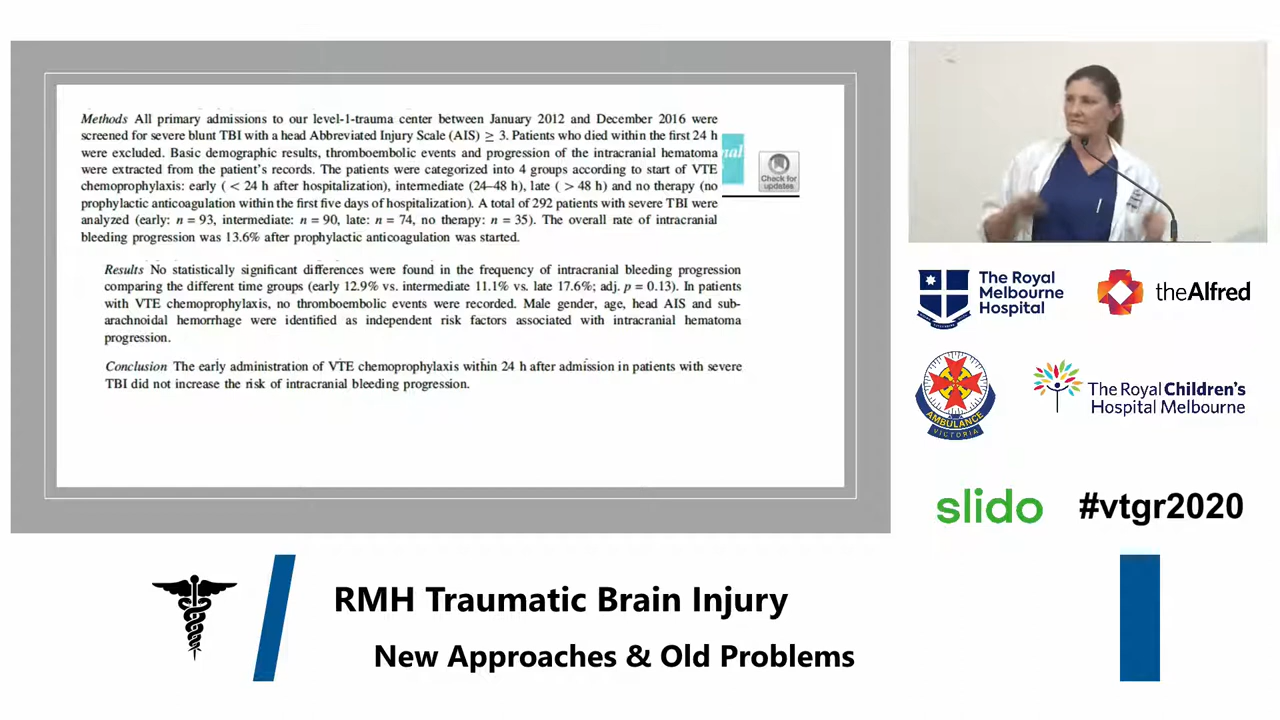 Methods All primary admissions to our level-1-trauma center between January 2012 and December 2016 were
screened for severe blunt TBI with a head Abbreviated Injury Scale (AIS) ≥ 3. Patients who died within the first 24 h
were excluded. Basic demographic results, thromboembolic events and progression of the intracranial hematoma
were extracted from the patient's records. The patients were categorized into 4 groups according to start of VTE
chemoprophylaxis: early ( < 24 h after hospitalization), intermediate (24–48 h), late ( > 48 h) and no therapy (no
prophylactic anticoagulation within the first five days of hospitalization). A total of 292 patients with severe TBI were
analyzed (early: n = 93, intermediate: n = 90, late: n = 74, no therapy: n = 35). The overall rate of intracranial
bleeding progression was 13.6% after prophylactic anticoagulation was started.
nal
Check for
updates
Results No statistically significant differences were found in the frequency of intracranial bleeding progression
comparing the different time groups (early 12.9% vs. intermediate 11.1% vs. late 17.6%; adj. p = 0.13). In patients
with VTE chemoprophylaxis, no thromboembolic events were recorded. Male gender, age, head AIS and sub-
arachnoidal hemorrhage were identified as independent risk factors associated with intracranial hematoma
progression.
Conclusion The early administration of VTE chemoprophylaxis within 24 h after admission in patients with severe
TBI did not increase the risk of intracranial bleeding progression.
The Royal
Melbourne
Hospital
theAlfred
AMBULANCE
VICTORIA
The Royal Children's
Hospital Melbourne
slido
#vtgr2020
RMH Traumatic Brain Injury
New Approaches & Old Problems